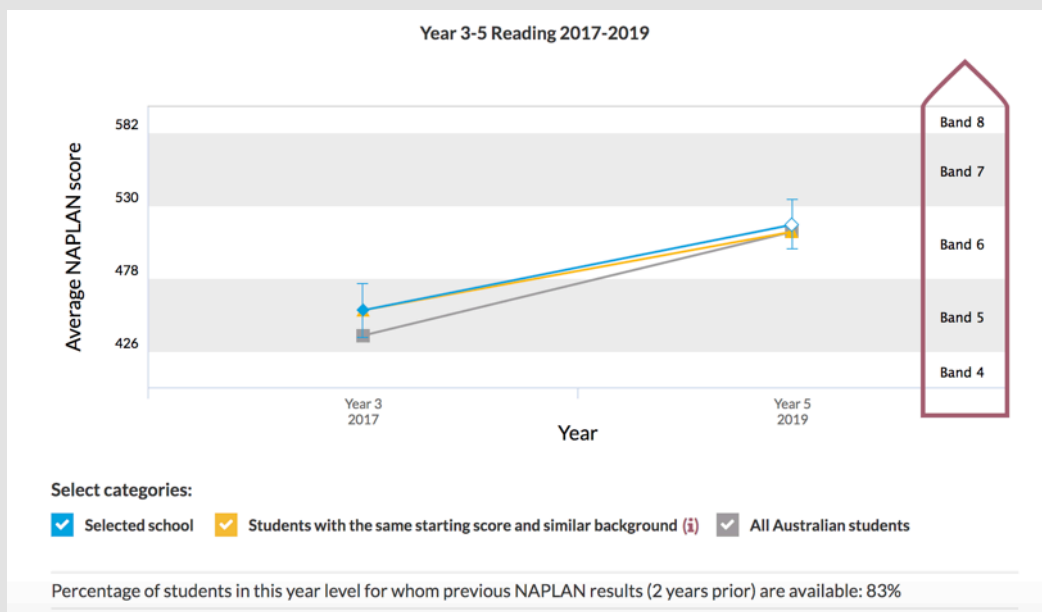 Year 3-5 Reading 2017-2019
Average NAPLAN score
582
530
478
426
Band 8
Band 7
Band 6
Band 5
Band 4
Year 3
2017
Year 5
2019
Year
Select categories:
Selected school
Students with the same starting score and similar background (i)
All Australian students
Percentage of students in this year level for whom previous NAPLAN results (2 years prior) are available: 83%